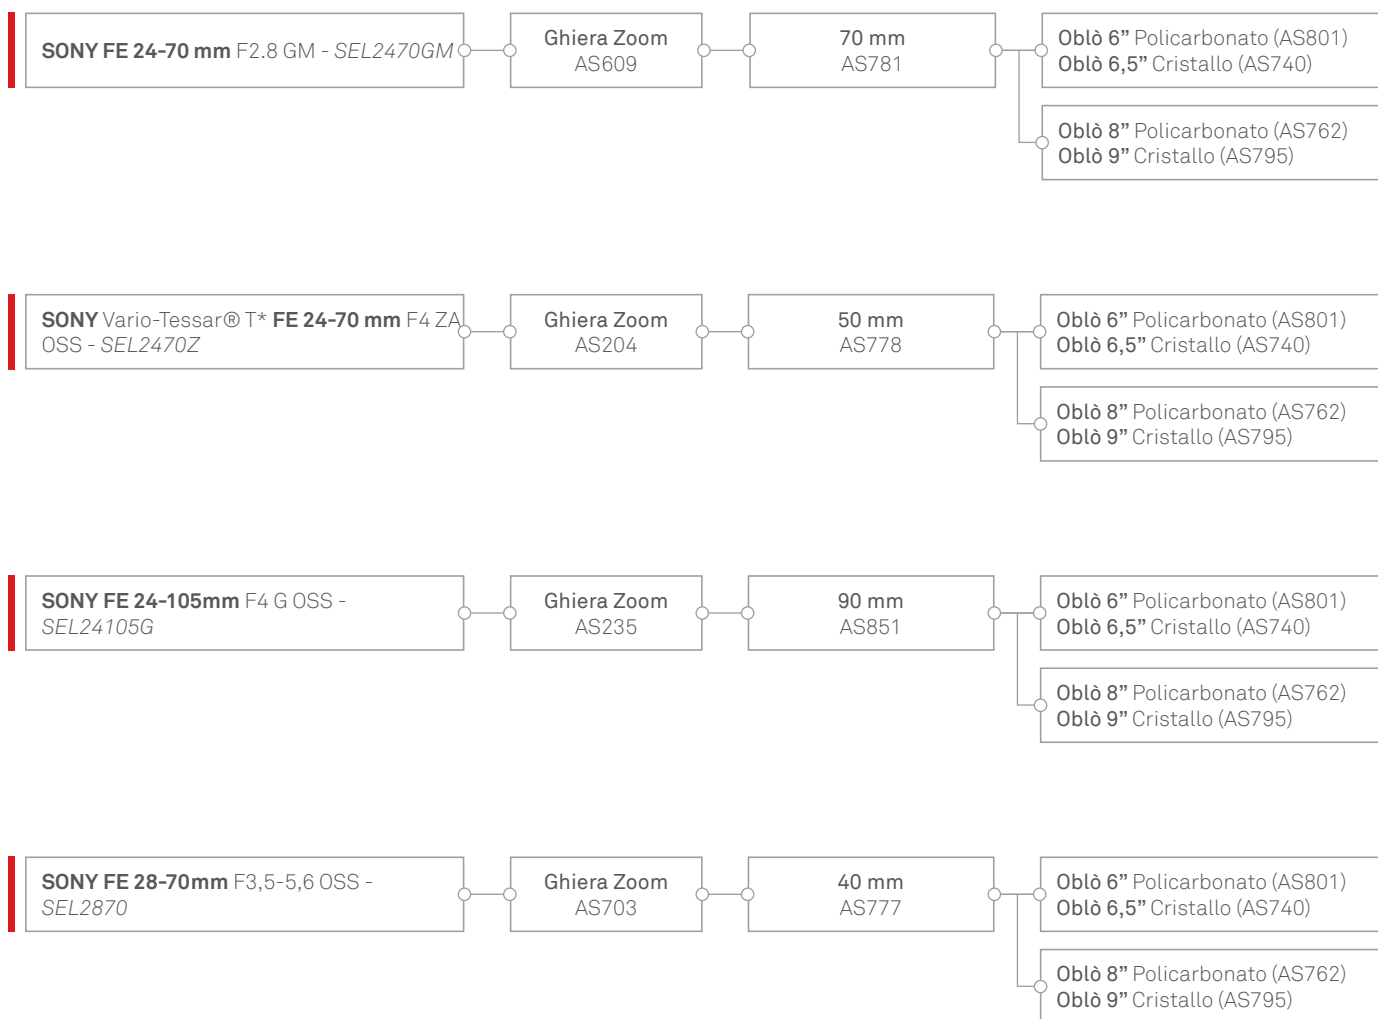 SONY FE 24-70 mm F2.8 GM - SEL2470GM
Ghiera Zoom
AS609
70 mm
AS781
Oblò 6” Policarbonato (AS801)
Oblò 6,5” Cristallo (AS740)
Oblò 8” Policarbonato (AS762)
Oblò 9” Cristallo (AS795)
SONY Vario-Tessar® T* FE 24-70 mm F4 ZA
OSS - SEL2470Z
Ghiera Zoom
AS204
50 mm
AS778
Oblò 6” Policarbonato (AS801)
Oblò 6,5” Cristallo (AS740)
Oblò 8” Policarbonato (AS762)
Oblò 9” Cristallo (AS795)
SONY FE 24-105mm F4 G OSS -
SEL24105G
Ghiera Zoom
AS235
90 mm
AS851
Oblò 6” Policarbonato (AS801)
Oblò 6,5” Cristallo (AS740)
Oblò 8” Policarbonato (AS762)
Oblò 9” Cristallo (AS795)
SONY FE 28-70mm F3,5-5,6 OSS -
SEL2870
Ghiera Zoom
AS703
40 mm
AS777
Oblò 6” Policarbonato (AS801)
Oblò 6,5” Cristallo (AS740)
Oblò 8” Policarbonato (AS762)
Oblò 9” Cristallo (AS795)